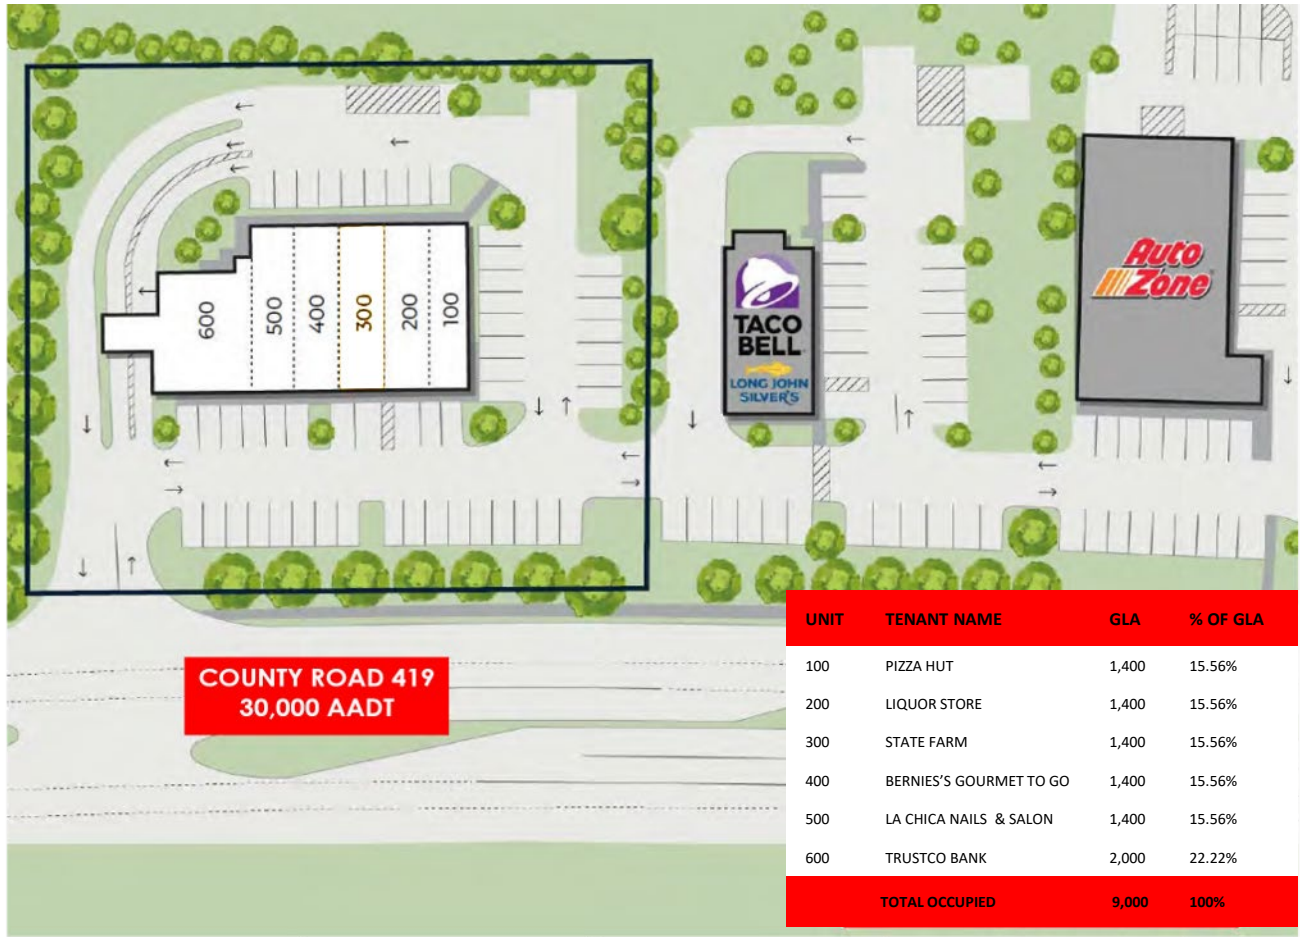 600
500
400
300
200
100
TACO
BELL
LONG JOHN
SILVER'S
Auto
Zone
COUNTY ROAD 419
30,000 AADT
UNIT TENANT NAME GLA % OF GLA
100 PIZZA HUT 1,400 15.56%
200 LIQUOR STORE 1,400 15.56%
300 STATE FARM 1,400 15.56%
400 BERNIES'S GOURMET TO GO 1,400 15.56%
500 LA CHICA NAILS & SALON 1,400 15.56%
600 TRUSTCO BANK 2,000 22.22%
TOTAL OCCUPIED 9,000 100%